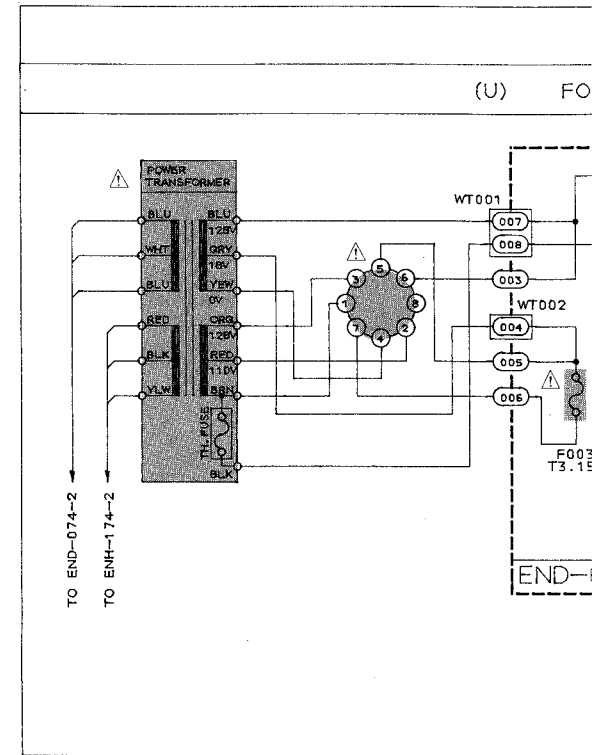 (U) FO
POWER
TRANSFORMER
WT001
BLU
BLU
128V
007
WHT
GRY
18V
008
BLU
YEW
0V
5
3
6
003
1
8
WT002
RED
ORG
128V
7
2
004
BLK
RED
110V
4
005
YLW
BRN
006
TH. FUSE
BLK
F003
T3.15
TO END-074-2
TO ENH-174-2
END-